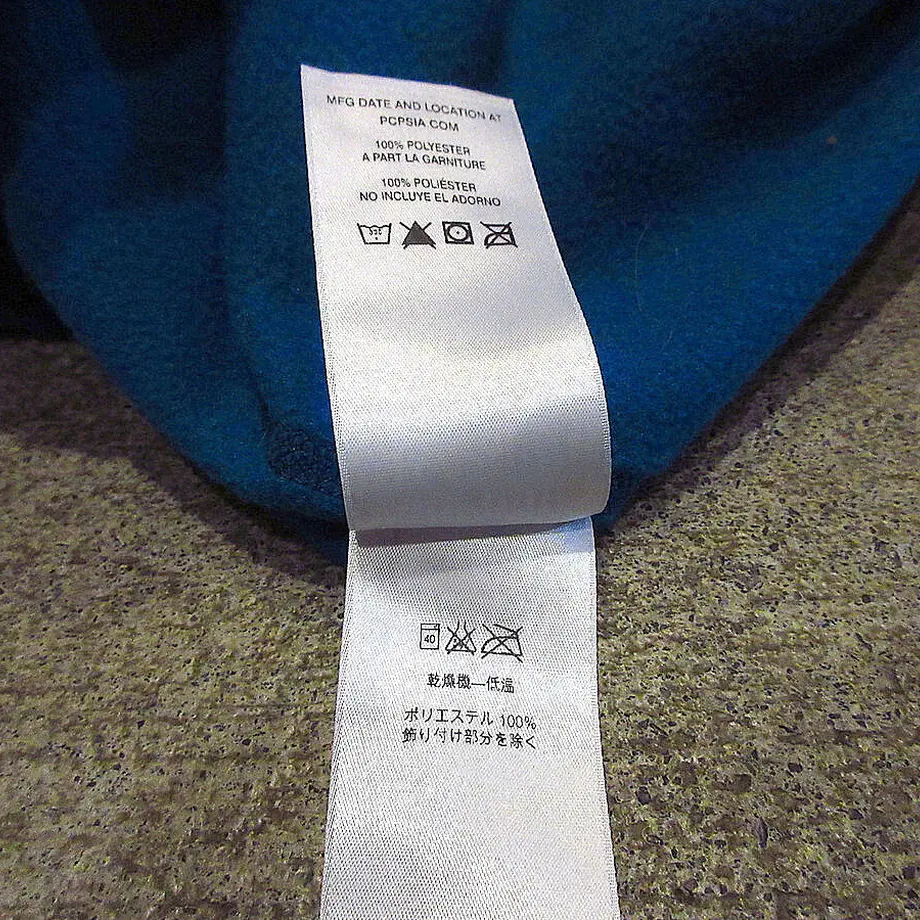 MFG DATE AND LOCATION AT
PCPSIA COM
100% POLYESTER
A PART LA GARNITURE
100% POLIÉSTER
NO INCLUYE EL ADORNO
40
乾燥機—低温
ポリエステル 100%
飾り付け部分を除く